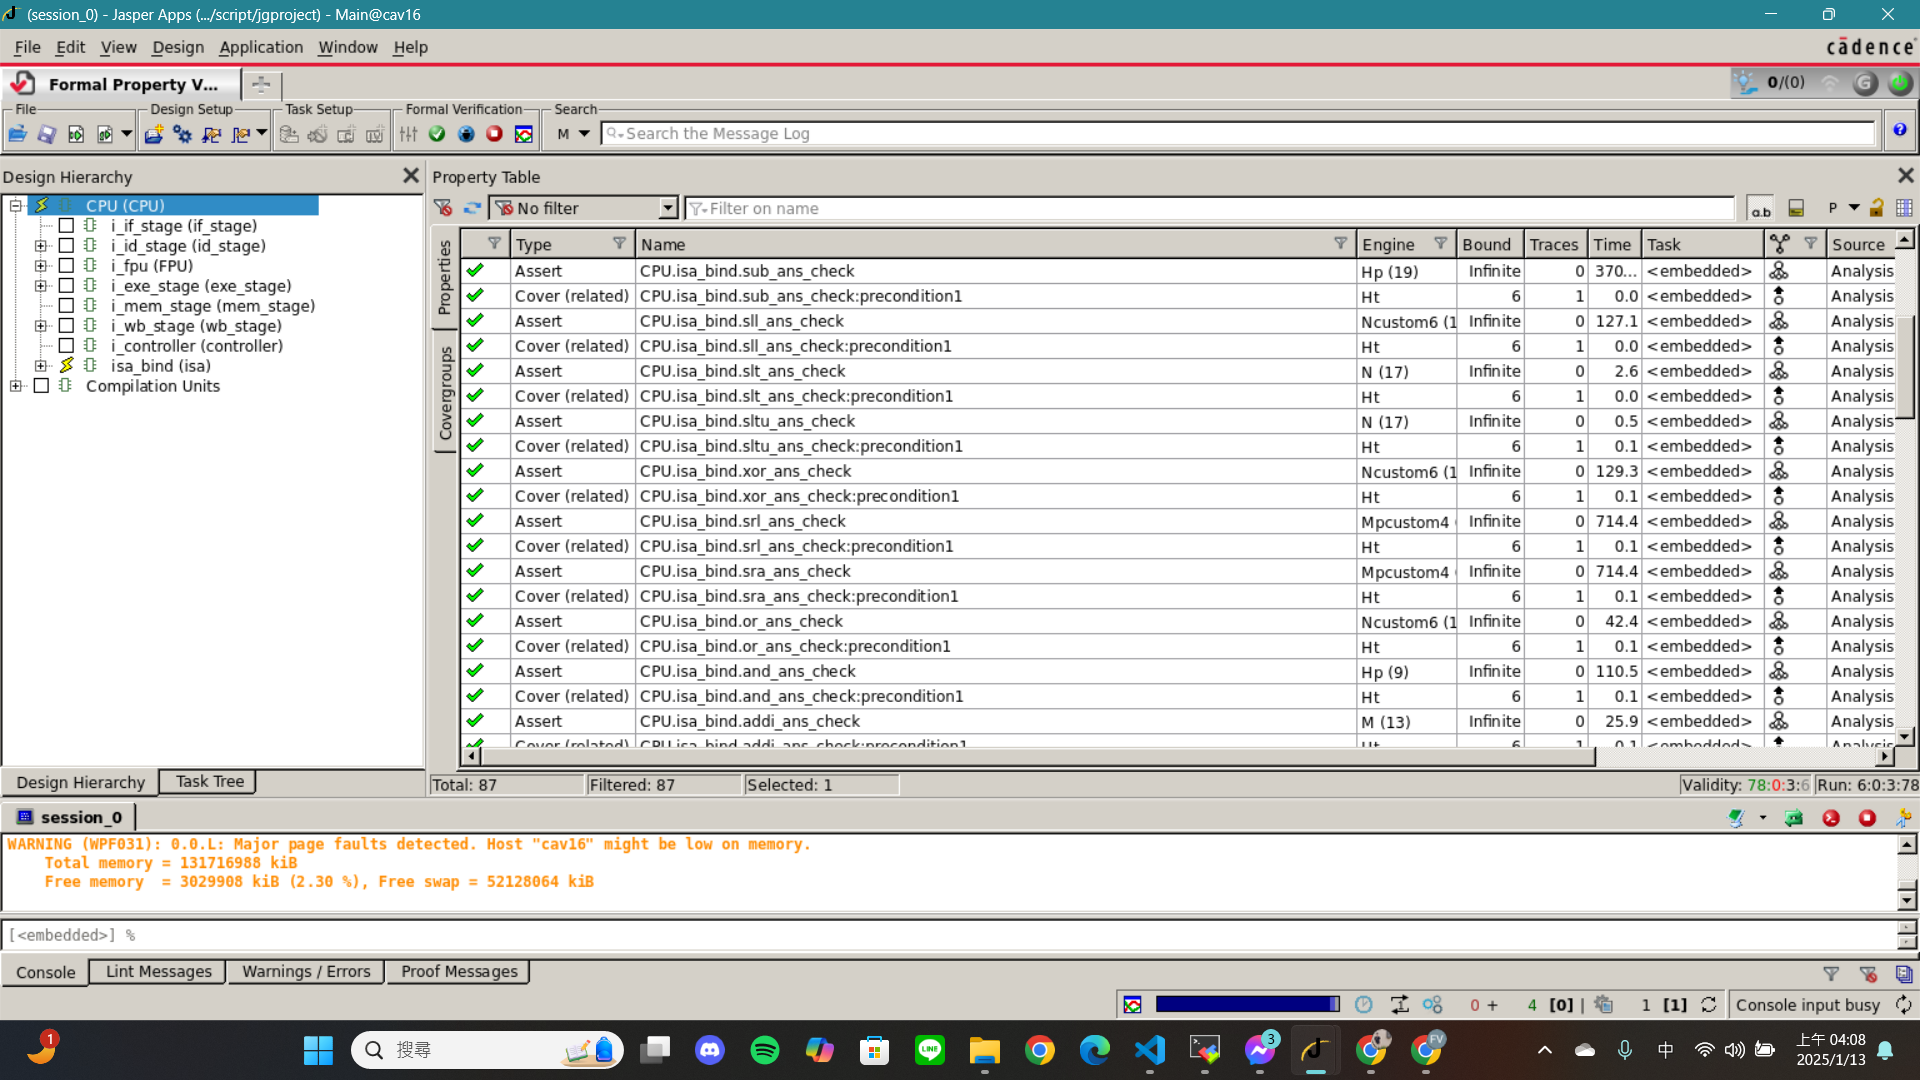 (session_0) - Jasper Apps (.../script/jgproject) - Main@cav16
File Edit View Design Application Window Help
cādence
Formal Property V...
0/(0)
File Design Setup Task Setup Formal Verification Search
M Search the Message Log
Design Hierarchy
CPU (CPU)
i_if_stage (if_stage)
i_id_stage (id_stage)
i_fpu (FPU)
i_exe_stage (exe_stage)
i_mem_stage (mem_stage)
i_wb_stage (wb_stage)
i_controller (controller)
isa_bind (isa)
Compilation Units
Design Hierarchy Task Tree
Property Table
No filter Filter on name a.b P
Properties
Covergroups
Type Name Engine Bound Traces Time Task Source
Assert CPU.isa_bind.sub_ans_check Hp (19) Infinite 0 370... <embedded> Analysis
Cover (related) CPU.isa_bind.sub_ans_check:precondition1 Ht 6 1 0.0 <embedded> Analysis
Assert CPU.isa_bind.sll_ans_check Ncustom6 (1 Infinite 0 127.1 <embedded> Analysis
Cover (related) CPU.isa_bind.sll_ans_check:precondition1 Ht 6 1 0.0 <embedded> Analysis
Assert CPU.isa_bind.slt_ans_check N (17) Infinite 0 2.6 <embedded> Analysis
Cover (related) CPU.isa_bind.slt_ans_check:precondition1 Ht 6 1 0.0 <embedded> Analysis
Assert CPU.isa_bind.sltu_ans_check N (17) Infinite 0 0.5 <embedded> Analysis
Cover (related) CPU.isa_bind.sltu_ans_check:precondition1 Ht 6 1 0.1 <embedded> Analysis
Assert CPU.isa_bind.xor_ans_check Ncustom6 (1 Infinite 0 129.3 <embedded> Analysis
Cover (related) CPU.isa_bind.xor_ans_check:precondition1 Ht 6 1 0.1 <embedded> Analysis
Assert CPU.isa_bind.srl_ans_check Mpcustom4 Infinite 0 714.4 <embedded> Analysis
Cover (related) CPU.isa_bind.srl_ans_check:precondition1 Ht 6 1 0.1 <embedded> Analysis
Assert CPU.isa_bind.sra_ans_check Mpcustom4 Infinite 0 714.4 <embedded> Analysis
Cover (related) CPU.isa_bind.sra_ans_check:precondition1 Ht 6 1 0.1 <embedded> Analysis
Assert CPU.isa_bind.or_ans_check Ncustom6 (1 Infinite 0 42.4 <embedded> Analysis
Cover (related) CPU.isa_bind.or_ans_check:precondition1 Ht 6 1 0.1 <embedded> Analysis
Assert CPU.isa_bind.and_ans_check Hp (9) Infinite 0 110.5 <embedded> Analysis
Cover (related) CPU.isa_bind.and_ans_check:precondition1 Ht 6 1 0.1 <embedded> Analysis
Assert CPU.isa_bind.addi_ans_check M (13) Infinite 0 25.9 <embedded> Analysis
Cover (related) CPU.isa_bind.addi_ans_check:precondition1 Ht 6 1 0.1 <embedded> Analysis
Total: 87 Filtered: 87 Selected: 1 Validity: 78:0:3:6 Run: 6:0:3:78
session_0
WARNING (WPF031): 0.0.L: Major page faults detected. Host "cav16" might be low on memory.
Total memory = 131716988 kiB
Free memory = 3029908 kiB (2.30 %), Free swap = 52128064 kiB
[<embedded>] %
Console Lint Messages Warnings / Errors Proof Messages
0 + 4 [0] | 1 [1] Console input busy
1 搜尋 LINE 3 FV 中 上午 04:08
2025/1/13